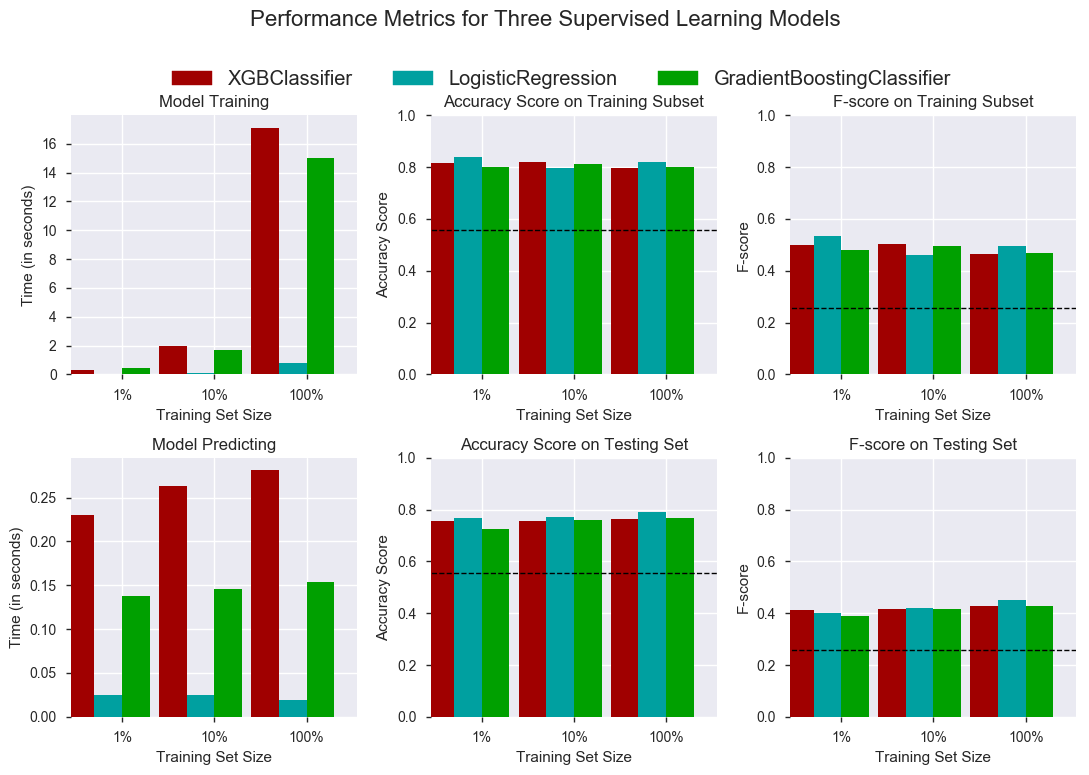 Performance Metrics for Three Supervised Learning Models
XGBClassifier LogisticRegression GradientBoostingClassifier
Model Training
Time (in seconds)
16
14
12
10
8
6
4
2
0
1% 10% 100%
Training Set Size
Accuracy Score on Training Subset
Accuracy Score
1.0
0.8
0.6
0.4
0.2
0.0
1% 10% 100%
Training Set Size
F-score on Training Subset
F-score
1.0
0.8
0.6
0.4
0.2
0.0
1% 10% 100%
Training Set Size
Model Predicting
Time (in seconds)
0.25
0.20
0.15
0.10
0.05
0.00
1% 10% 100%
Training Set Size
Accuracy Score on Testing Set
Accuracy Score
1.0
0.8
0.6
0.4
0.2
0.0
1% 10% 100%
Training Set Size
F-score on Testing Set
F-score
1.0
0.8
0.6
0.4
0.2
0.0
1% 10% 100%
Training Set Size